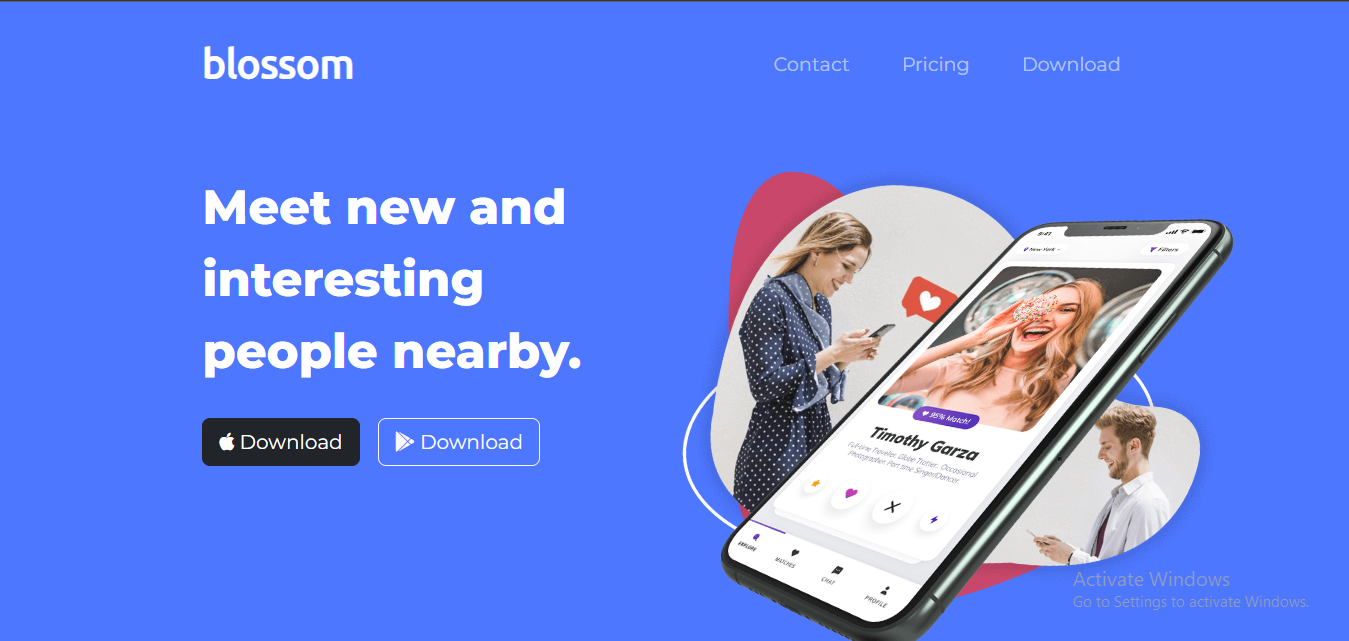 blossom
Contact
Pricing
Download
Meet new and
interesting
people nearby.
Download
Download
9:41
New York
Filters
95% Match!
Timothy Garza
Full-time Traveller. Globe Trotter. Occasional
Photographer. Part time Singer/Dancer.
EXPLORE
MATCHES
CHAT
PROFILE
Activate Windows
Go to Settings to activate Windows.